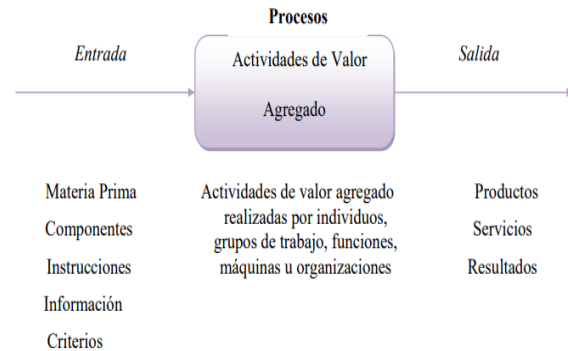 Procesos
Entrada
Actividades de Valor
Agregado
Salida
Materia Prima
Componentes
Instrucciones
Información
Criterios
Actividades de valor agregado
realizadas por individuos,
grupos de trabajo, funciones,
máquinas u organizaciones
Productos
Servicios
Resultados